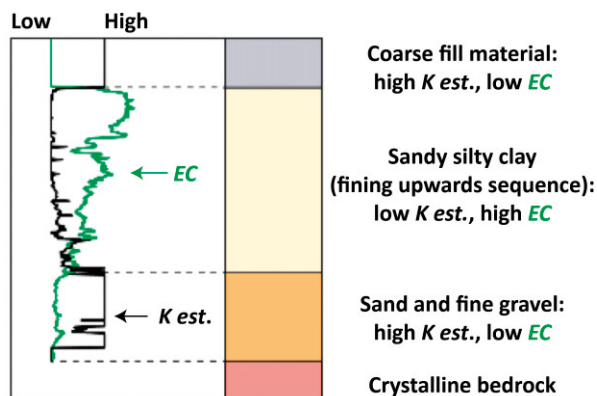 Low High
Coarse fill material:
high K est., low EC
EC
Sandy silty clay
(fining upwards sequence):
low K est., high EC
K est.
Sand and fine gravel:
high K est., low EC
Crystalline bedrock